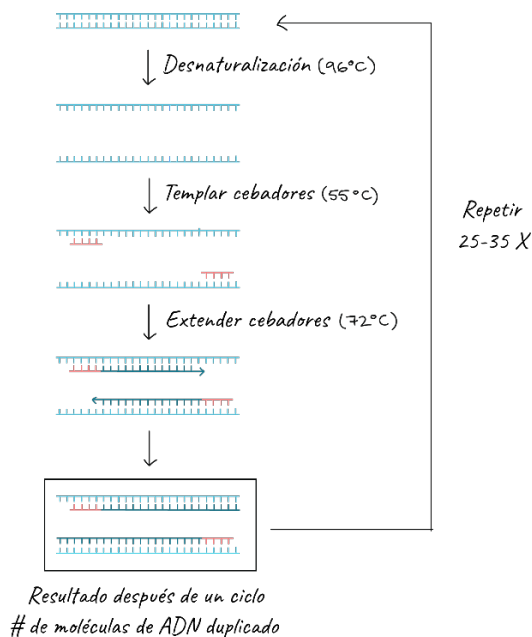 Desnaturalización (96°C)
Templar cebadores (55°C)
Repetir
25-35 X
Extender cebadores (72°C)
Resultado después de un ciclo
# de moléculas de ADN duplicado